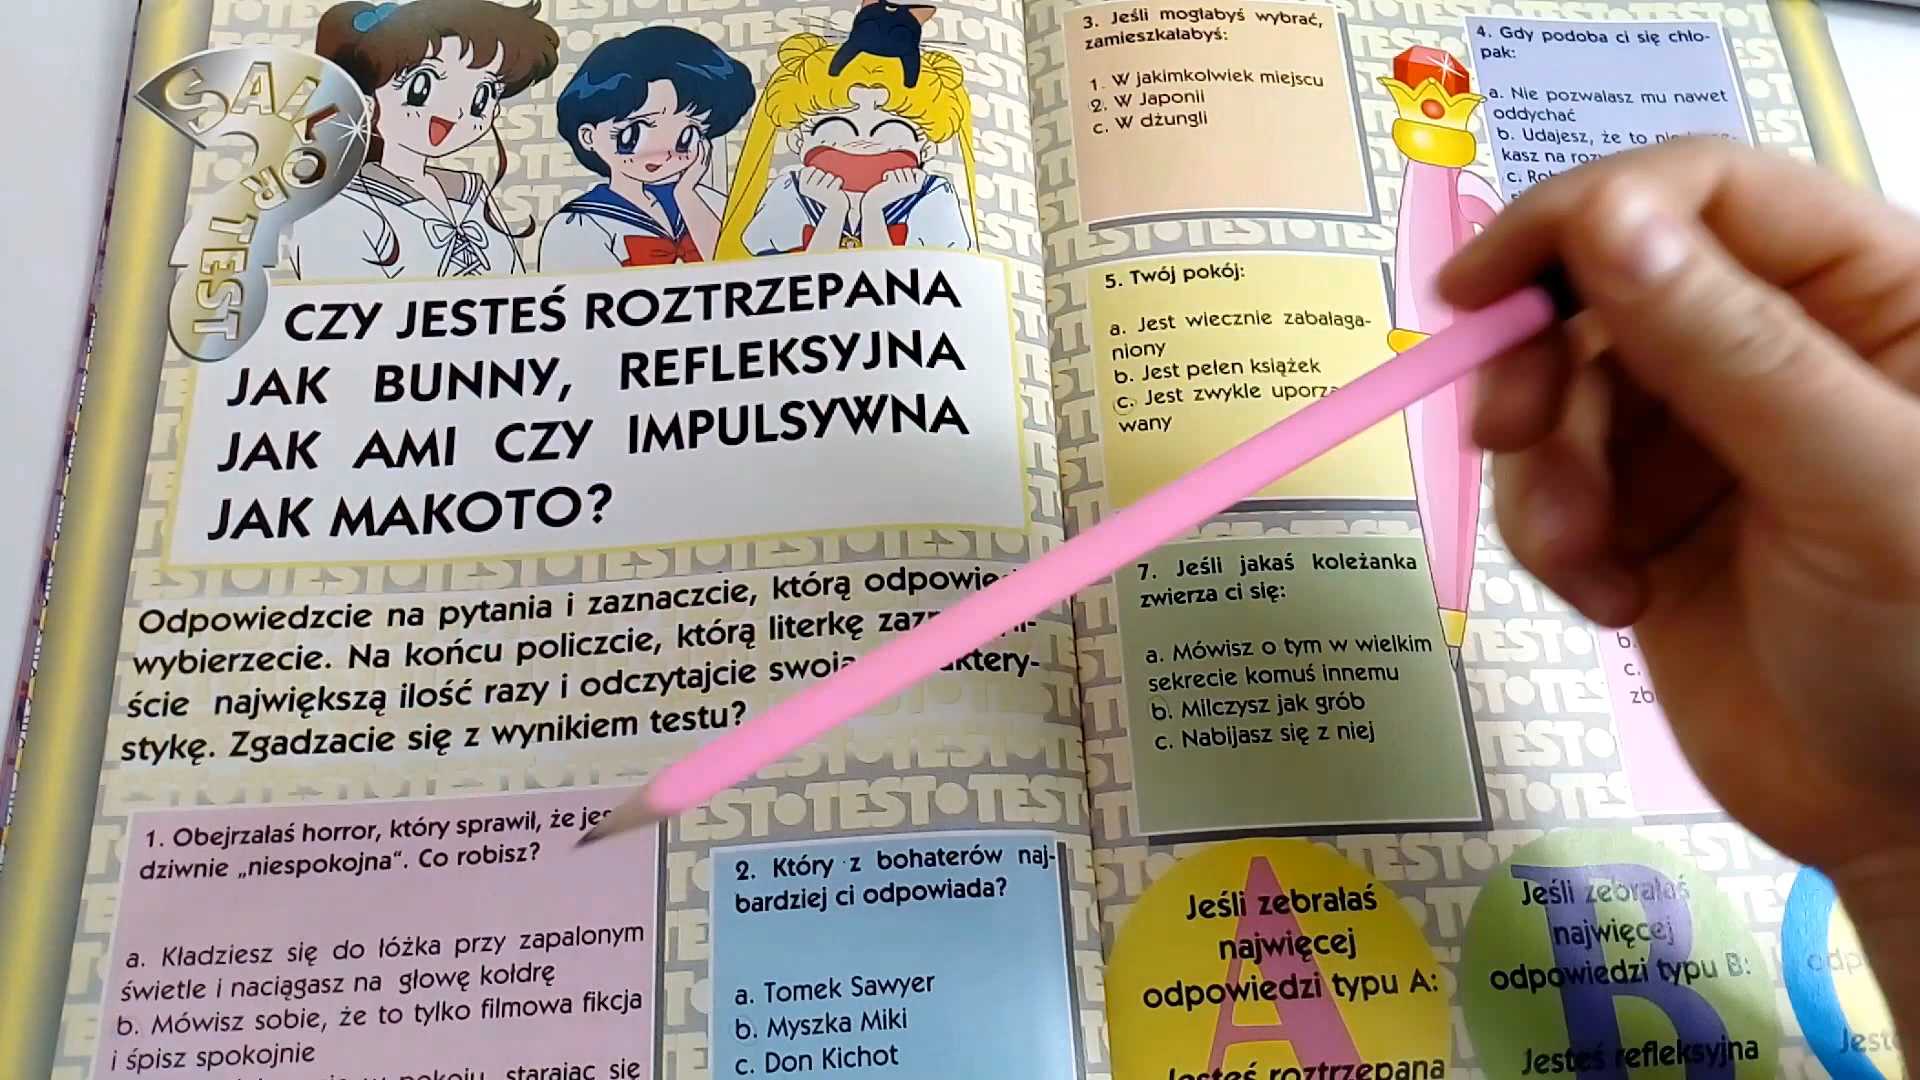 SAILOR TEST
CZY JESTEŚ ROZTRZEPANA
JAK BUNNY, REFLEKSYJNA
JAK AMI CZY IMPULSYWNA
JAK MAKOTO?
Odpowiedzcie na pytania i zaznaczcie, którą
wybierzecie. Na końcu policzcie, którą literkę
ście największą ilość razy i odczytajcie
stykę. Zgadzacie się z wynikiem testu?
1. Obejrzałaś horror, który sprawił, że
dziwnie „niespokojna“. Co robisz?
a. Kładziesz się do łóżka przy zapalonym
świetle i naciągasz na głowę kołdrę
b. Mówisz sobie, że to tylko filmowa fikcja
i śpisz spokojnie
starając się
2. Który z bohaterów naj-
bardziej ci odpowiada?
a. Tomek Sawyer
b. Myszka Miki
c. Don Kichot
3. Jeśli mogłabyś wybrać,
zamieszkałabyś:
1. W jakimkolwiek miejscu
2. W Japonii
c. W dżungli
4. Gdy podoba ci się chło-
pak:
a. Nie pozwalasz mu nawet
oddychać
b. Udajesz, że to
kasz na
c.
5. Twój pokój:
a. Jest wiecznie zabałaga-
niony
b. Jest pełen książek
c. Jest zwykle
wany
7. Jeśli jakaś koleżanka
zwierza ci się:
a. Mówisz o tym w wielkim
sekrecie komuś innemu
b. Milczysz jak grób
c. Nabijasz się z niej
b.
c.
zb
A
Jeśli zebrałaś
najwięcej
odpowiedzi typu A:
Jesteś roztrzepana
B
Jeśli zebrałaś
najwięcej
odpowiedzi typu B:
Jesteś refleksyjna